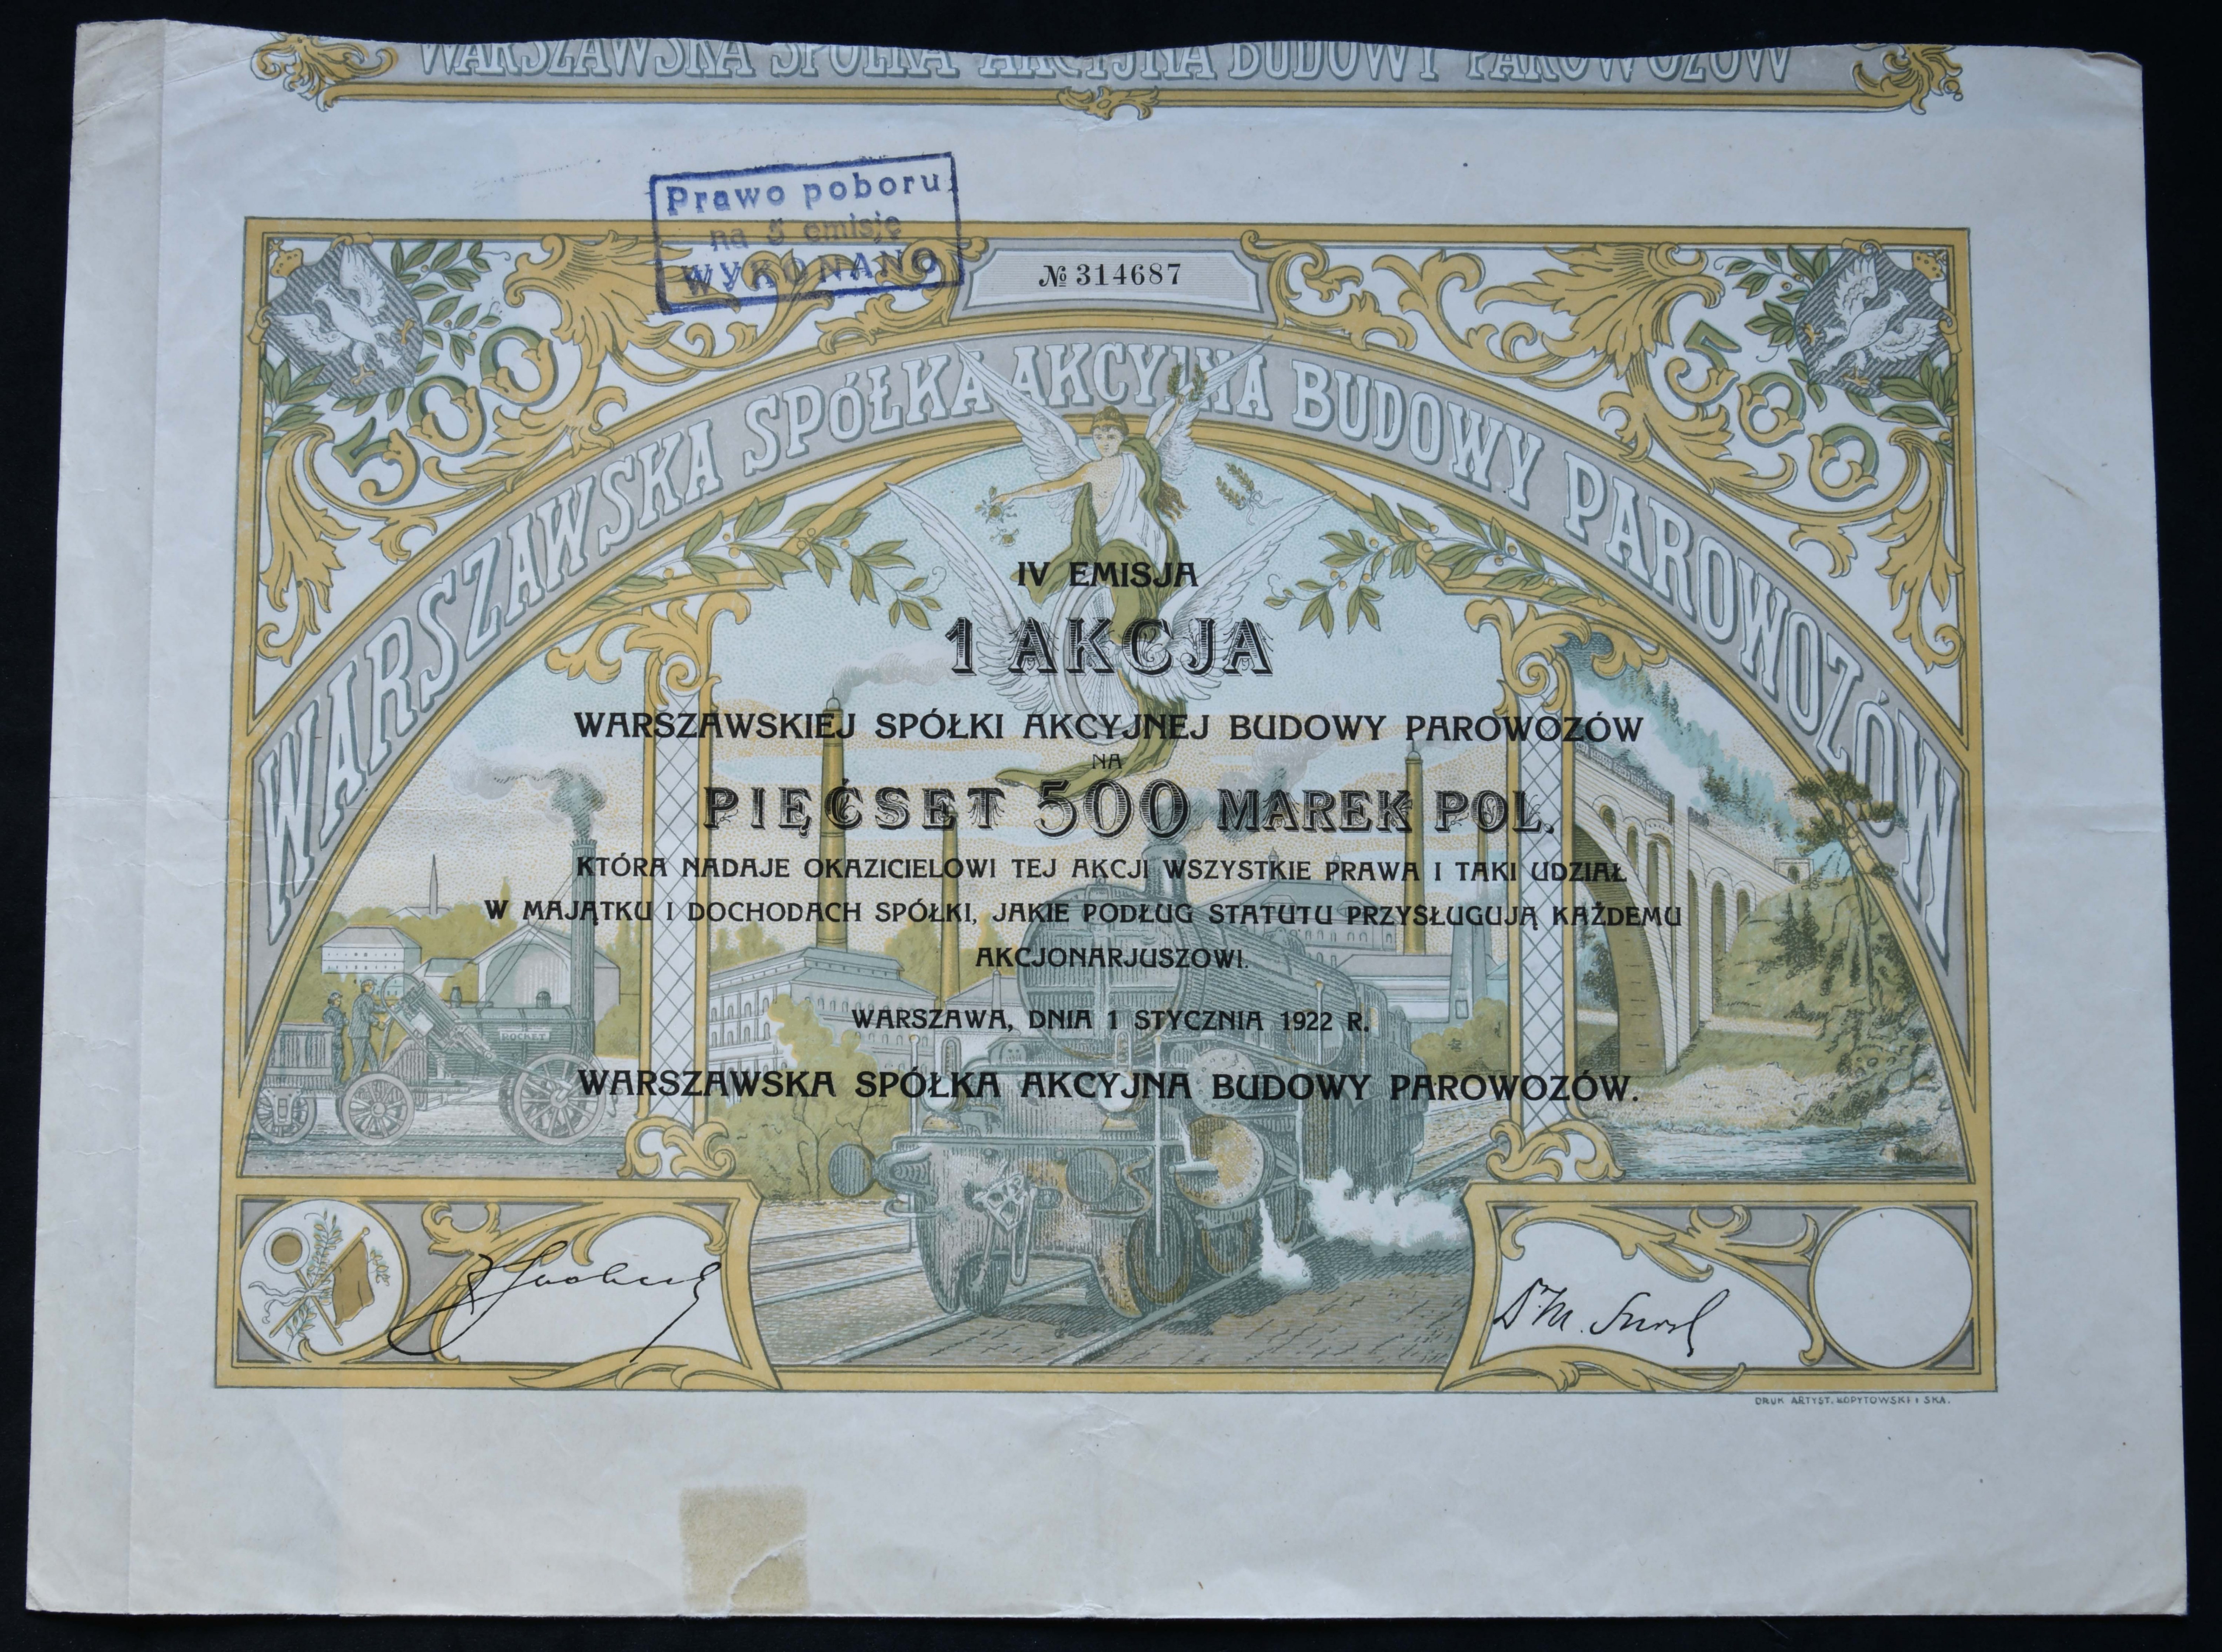 WARSZAWSKA SPÓŁKA AKCYJNA BUDOWY PAROWOZÓW
Prawo poboru
na 5 emisję
WYKONANO
№ 314687
500
500
WARSZAWSKA SPÓŁKA AKCYJNA BUDOWY PAROWOZÓW
IV EMISJA
1 AKCJA
WARSZAWSKIEJ SPÓŁKI AKCYJNEJ BUDOWY PAROWOZÓW
NA
PIĘĆSET 500 MAREK POL.
KTÓRA NADAJE OKAZICIELOWI TEJ AKCJI WSZYSTKIE PRAWA I TAKI UDZIAŁ
W MAJĄTKU I DOCHODACH SPÓŁKI, JAKIE PODŁUG STATUTU PRZYSŁUGUJĄ KAŻDEMU
AKCJONARJUSZOWI.
WARSZAWA, DNIA 1 STYCZNIA 1922 R.
ROCKET
WARSZAWSKA SPÓŁKA AKCYJNA BUDOWY PAROWOZÓW.
Dr M.
DRUK ARTYST. KOPYTOWSKI I SKA.